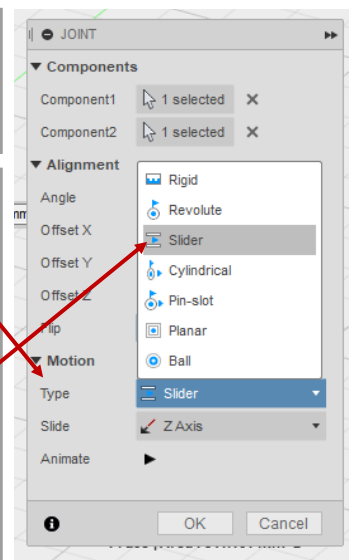 JOINT
Components
Component1 1 selected
Component2 1 selected
Alignment
Rigid
Angle
Revolute
Offset X
Slider
Offset Y
Cylindrical
Offset Z
Pin-slot
Flip
Planar
Motion
Ball
Type Slider
Slide Z Axis
Animate
OK Cancel